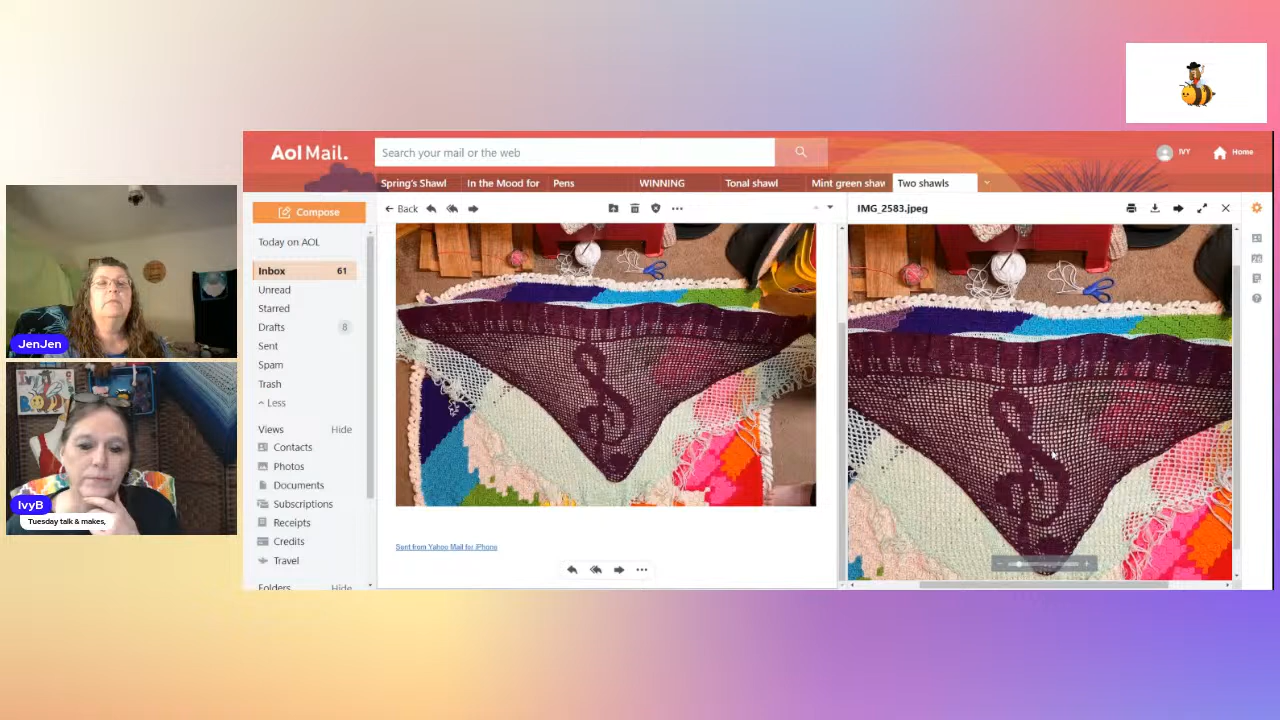 Aol Mail.
Search your mail or the web
IVY
Home
Spring's Shawl
In the Mood for
Pens
WINNING
Tonal shawl
Mint green shaw
Two shawls
Compose
Back
IMG_2583.jpeg
Today on AOL
Inbox 61
Unread
Starred
Drafts 8
Sent
Spam
Trash
Less
Views Hide
Contacts
Photos
Documents
Subscriptions
Receipts
Credits
Travel
Folders Hide
Sent from Yahoo Mail for iPhone
JenJen
IvyB
Tuesday talk & makes,